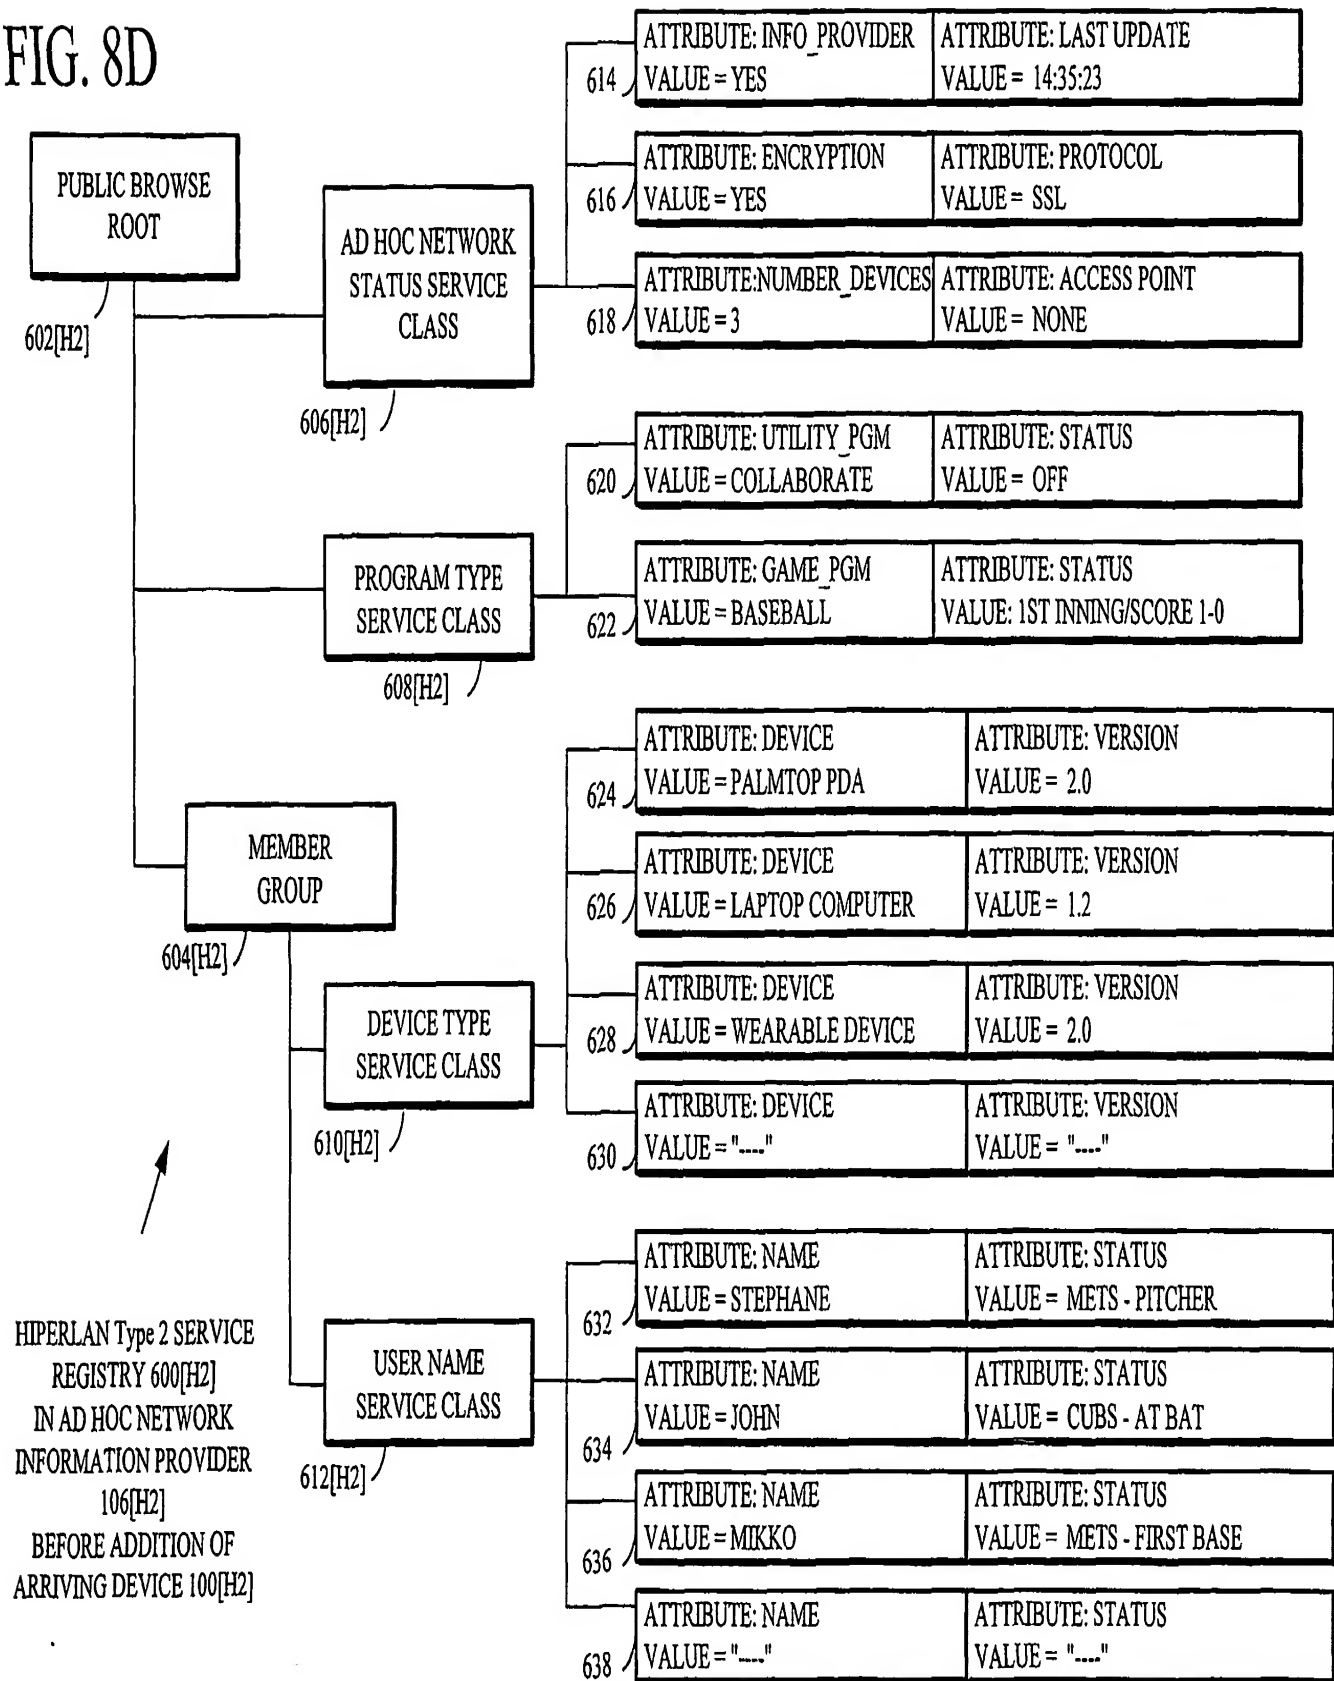 FIG. 8D
PUBLIC BROWSE
ROOT
602[H2]
AD HOC NETWORK
STATUS SERVICE
CLASS
606[H2]
614
ATTRIBUTE: INFO_PROVIDER
VALUE = YES
ATTRIBUTE: LAST UPDATE
VALUE = 14:35:23
616
ATTRIBUTE: ENCRYPTION
VALUE = YES
ATTRIBUTE: PROTOCOL
VALUE = SSL
618
ATTRIBUTE:NUMBER_DEVICES
VALUE = 3
ATTRIBUTE: ACCESS POINT
VALUE = NONE
PROGRAM TYPE
SERVICE CLASS
608[H2]
620
ATTRIBUTE: UTILITY_PGM
VALUE = COLLABORATE
ATTRIBUTE: STATUS
VALUE = OFF
622
ATTRIBUTE: GAME_PGM
VALUE = BASEBALL
ATTRIBUTE: STATUS
VALUE: 1ST INNING/SCORE 1-0
MEMBER
GROUP
604[H2]
DEVICE TYPE
SERVICE CLASS
610[H2]
624
ATTRIBUTE: DEVICE
VALUE = PALMTOP PDA
ATTRIBUTE: VERSION
VALUE = 2.0
626
ATTRIBUTE: DEVICE
VALUE = LAPTOP COMPUTER
ATTRIBUTE: VERSION
VALUE = 1.2
628
ATTRIBUTE: DEVICE
VALUE = WEARABLE DEVICE
ATTRIBUTE: VERSION
VALUE = 2.0
630
ATTRIBUTE: DEVICE
VALUE = "----"
ATTRIBUTE: VERSION
VALUE = "----"
USER NAME
SERVICE CLASS
612[H2]
632
ATTRIBUTE: NAME
VALUE = STEPHANE
ATTRIBUTE: STATUS
VALUE = METS - PITCHER
634
ATTRIBUTE: NAME
VALUE = JOHN
ATTRIBUTE: STATUS
VALUE = CUBS - AT BAT
636
ATTRIBUTE: NAME
VALUE = MIKKO
ATTRIBUTE: STATUS
VALUE = METS - FIRST BASE
638
ATTRIBUTE: NAME
VALUE = "----"
ATTRIBUTE: STATUS
VALUE = "----"
HIPERLAN Type 2 SERVICE
REGISTRY 600[H2]
IN AD HOC NETWORK
INFORMATION PROVIDER
106[H2]
BEFORE ADDITION OF
ARRIVING DEVICE 100[H2]